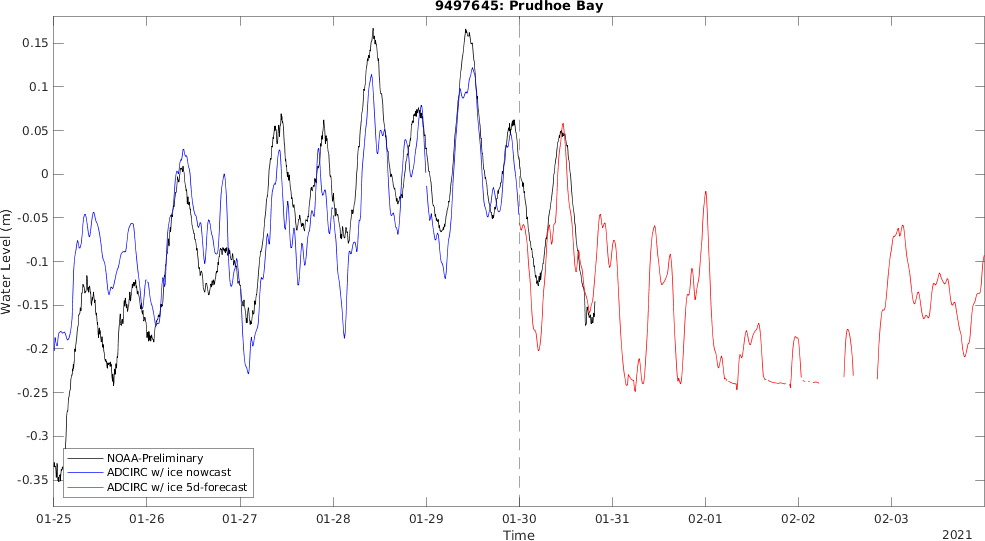 9497645: Prudhoe Bay
Water Level (m)
0.15
0.1
0.05
0
-0.05
-0.1
-0.15
-0.2
-0.25
-0.3
-0.35
NOAA-Preliminary
ADCIRC w/ ice nowcast
ADCIRC w/ ice 5d-forecast
01-25 01-26 01-27 01-28 01-29 01-30 01-31 02-01 02-02 02-03
Time
2021